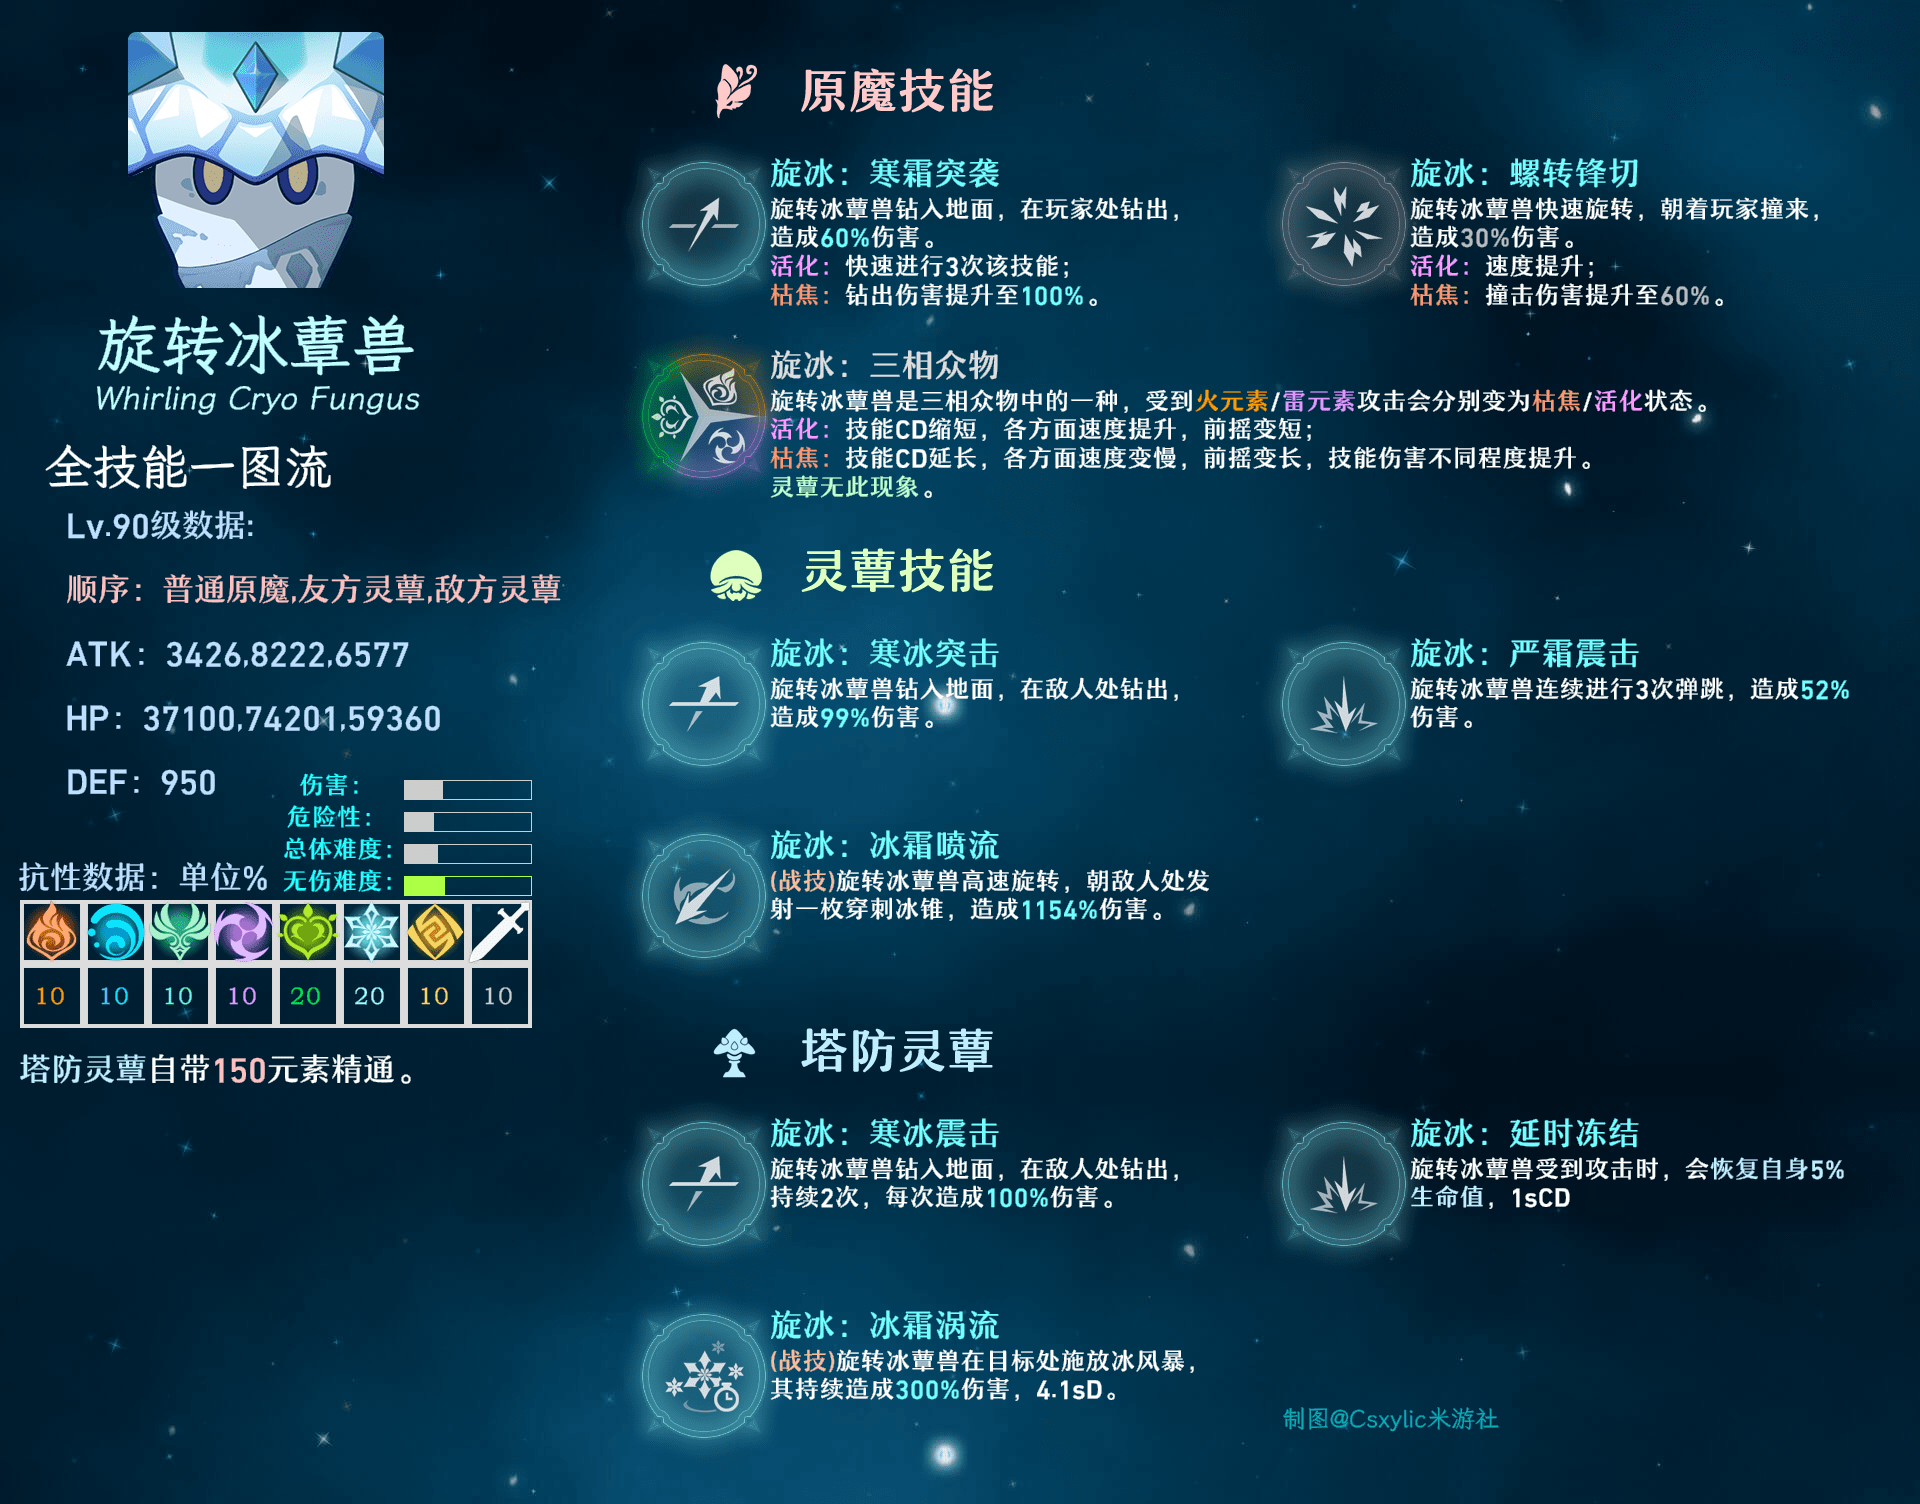 旋转冰蕈兽
Whirling Cryo Fungus
全技能一图流
Lv.90级数据:
顺序：普通原魔,友方灵蕈,敌方灵蕈
ATK：3426,8222,6577
HP：37100,74201,59360
DEF：950
伤害：
危险性：
总体难度：
无伤难度：
抗性数据：单位%
10 10 10 10 20 20 10 10
塔防灵蕈自带150元素精通。
原魔技能
旋冰：寒霜突袭
旋转冰蕈兽钻入地面，在玩家处钻出，
造成60%伤害。
活化：快速进行3次该技能；
枯焦：钻出伤害提升至100%。
旋冰：螺转锋切
旋转冰蕈兽快速旋转，朝着玩家撞来，
造成30%伤害。
活化：速度提升；
枯焦：撞击伤害提升至60%。
旋冰：三相众物
旋转冰蕈兽是三相众物中的一种，受到火元素/雷元素攻击会分别变为枯焦/活化状态。
活化：技能CD缩短，各方面速度提升，前摇变短；
枯焦：技能CD延长，各方面速度变慢，前摇变长，技能伤害不同程度提升。
灵蕈无此现象。
灵蕈技能
旋冰：寒冰突击
旋转冰蕈兽钻入地面，在敌人处钻出，
造成99%伤害。
旋冰：严霜震击
旋转冰蕈兽连续进行3次弹跳，造成52%
伤害。
旋冰：冰霜喷流
(战技)旋转冰蕈兽高速旋转，朝敌人处发
射一枚穿刺冰锥，造成1154%伤害。
塔防灵蕈
旋冰：寒冰震击
旋转冰蕈兽钻入地面，在敌人处钻出，
持续2次，每次造成100%伤害。
旋冰：延时冻结
旋转冰蕈兽受到攻击时，会恢复自身5%
生命值，1sCD
旋冰：冰霜涡流
(战技)旋转冰蕈兽在目标处施放冰风暴，
其持续造成300%伤害，4.1sD。
制图@Csxylic米游社